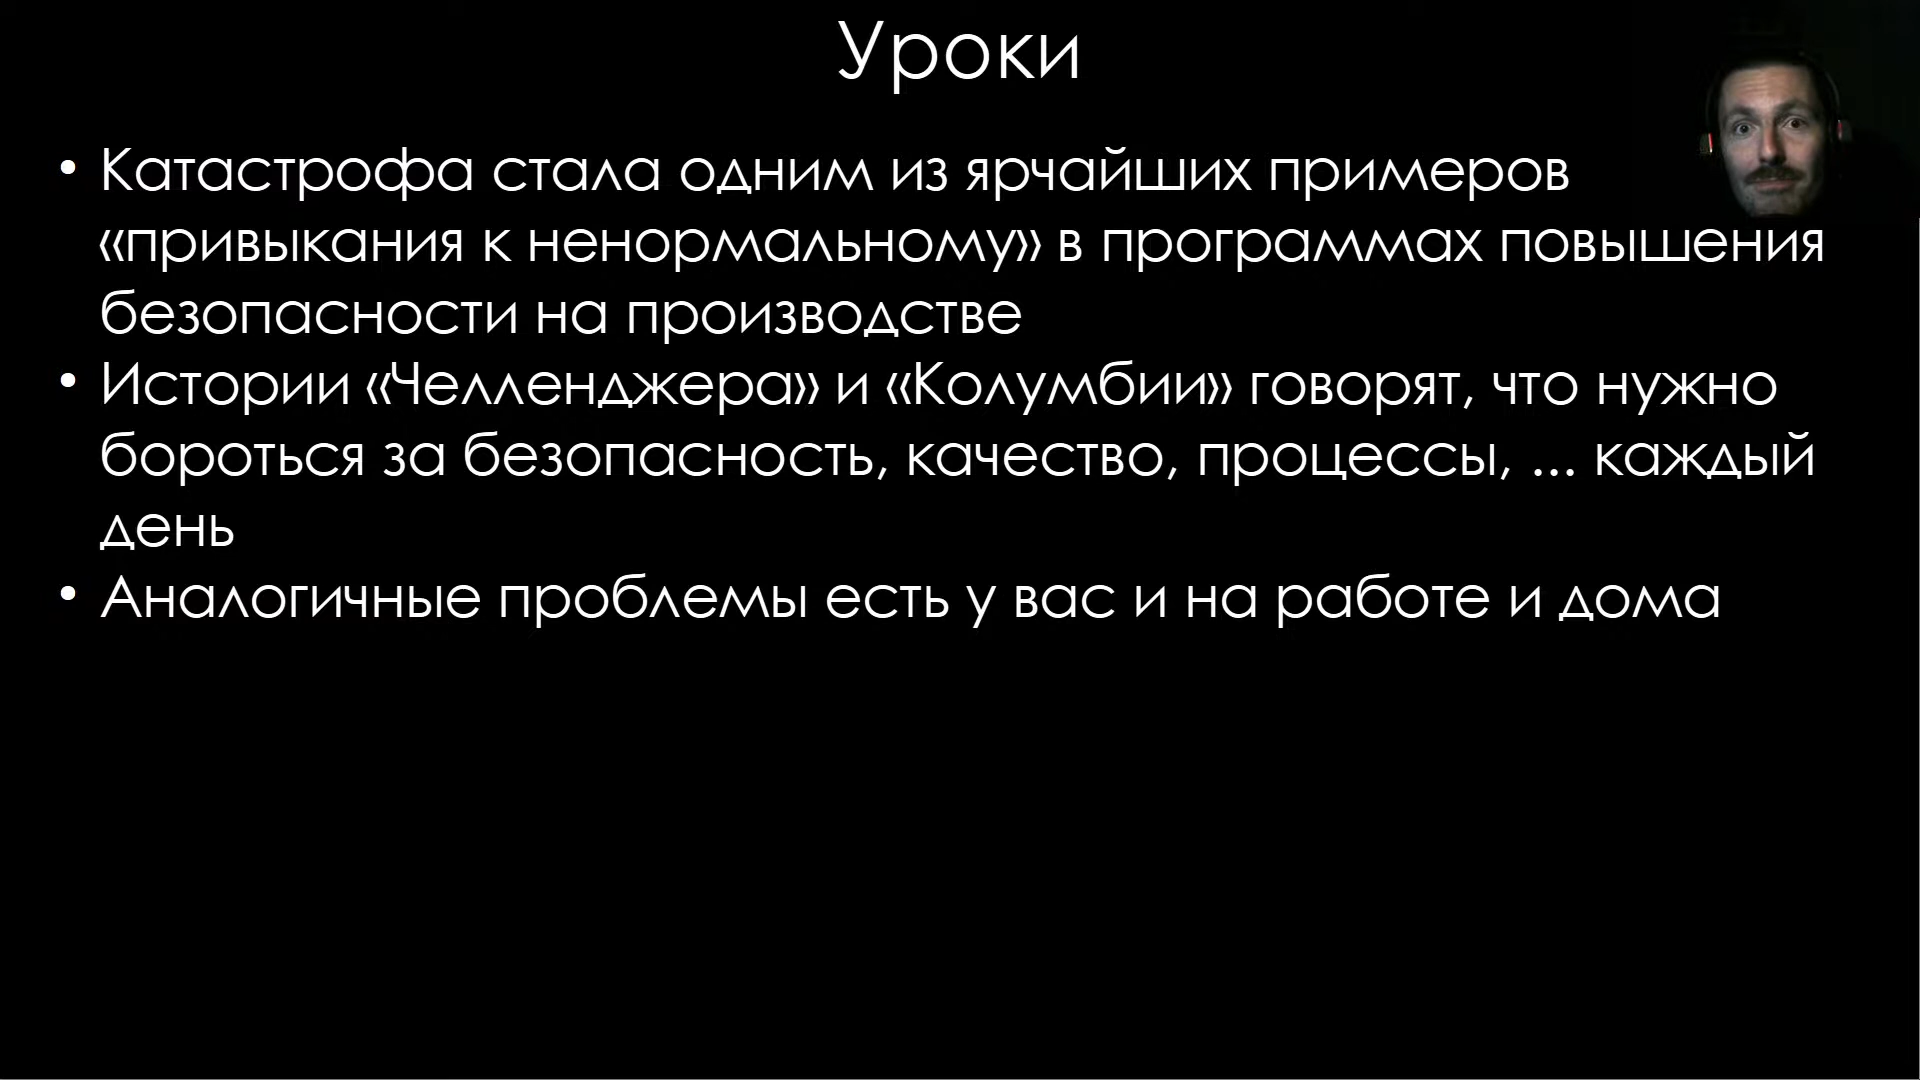 Уроки
• Катастрофа стала одним из ярчайших примеров
«привыкания к ненормальному» в программах повышения
безопасности на производстве
• Истории «Челленджера» и «Колумбии» говорят, что нужно
бороться за безопасность, качество, процессы, ... каждый
день
• Аналогичные проблемы есть у вас и на работе и дома